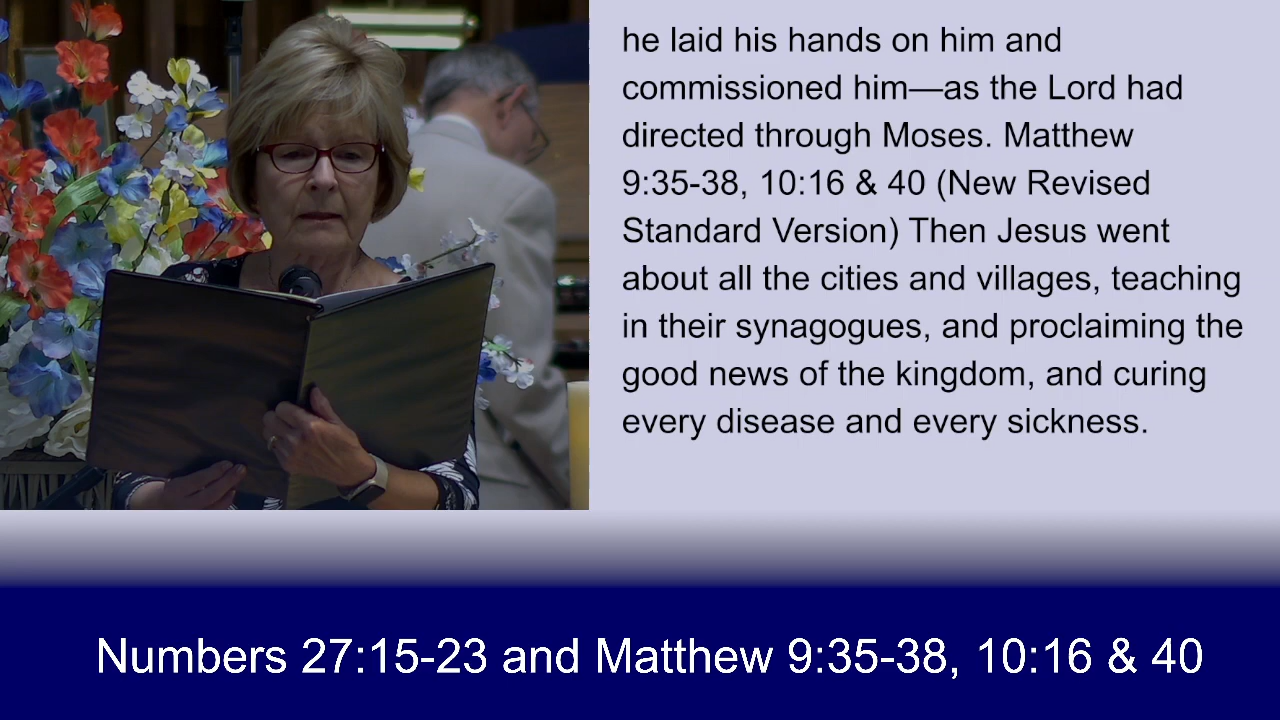 he laid his hands on him and
commissioned him—as the Lord had
directed through Moses. Matthew
9:35-38, 10:16 & 40 (New Revised
Standard Version) Then Jesus went
about all the cities and villages, teaching
in their synagogues, and proclaiming the
good news of the kingdom, and curing
every disease and every sickness.
Numbers 27:15-23 and Matthew 9:35-38, 10:16 & 40